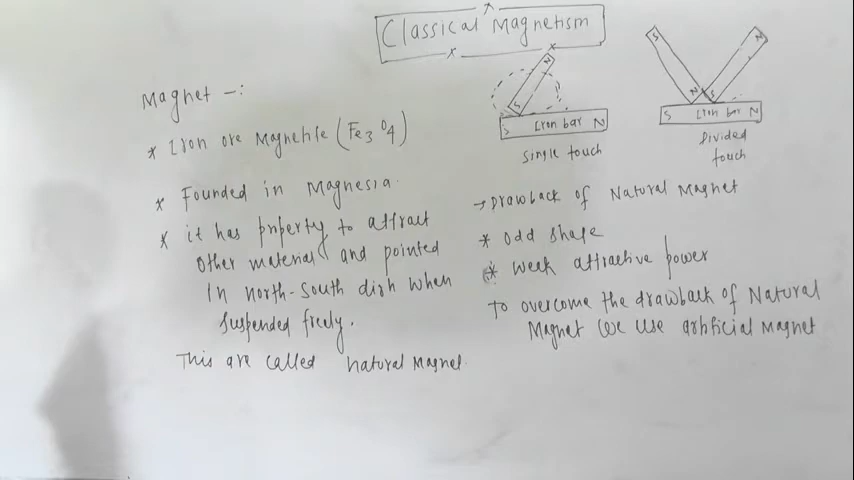 Classical Magnetism
Magnet -:
* Iron ore Magnetite (Fe3 O4)
* Founded in Magnesia.
* it has property to attract
Other material and pointed
In north-South dirn when
Suspended freely.
This are called natural Magnet.
S N
S Iron bar N
Single touch
S N N S
S Iron bar N
Divided
touch
→ Drawback of Natural Magnet
* Odd shape
* Weak attractive power
To overcome the drawback of Natural
Magnet We Use artificial Magnet